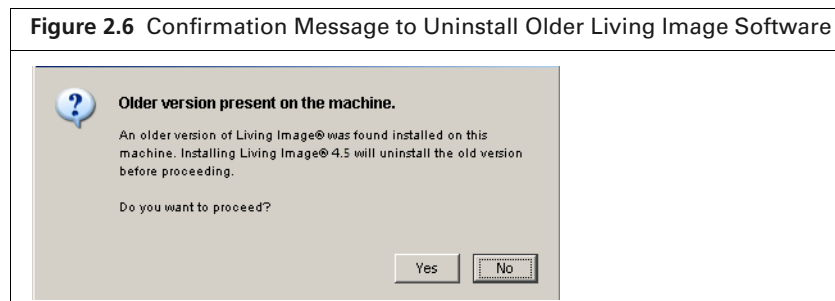 Figure 2.6 Confirmation Message to Uninstall Older Living Image Software
?
Older version present on the machine.
An older version of Living Image® was found installed on this
machine. Installing Living Image® 4.5 will uninstall the old version
before proceeding.
Do you want to proceed?
Yes No